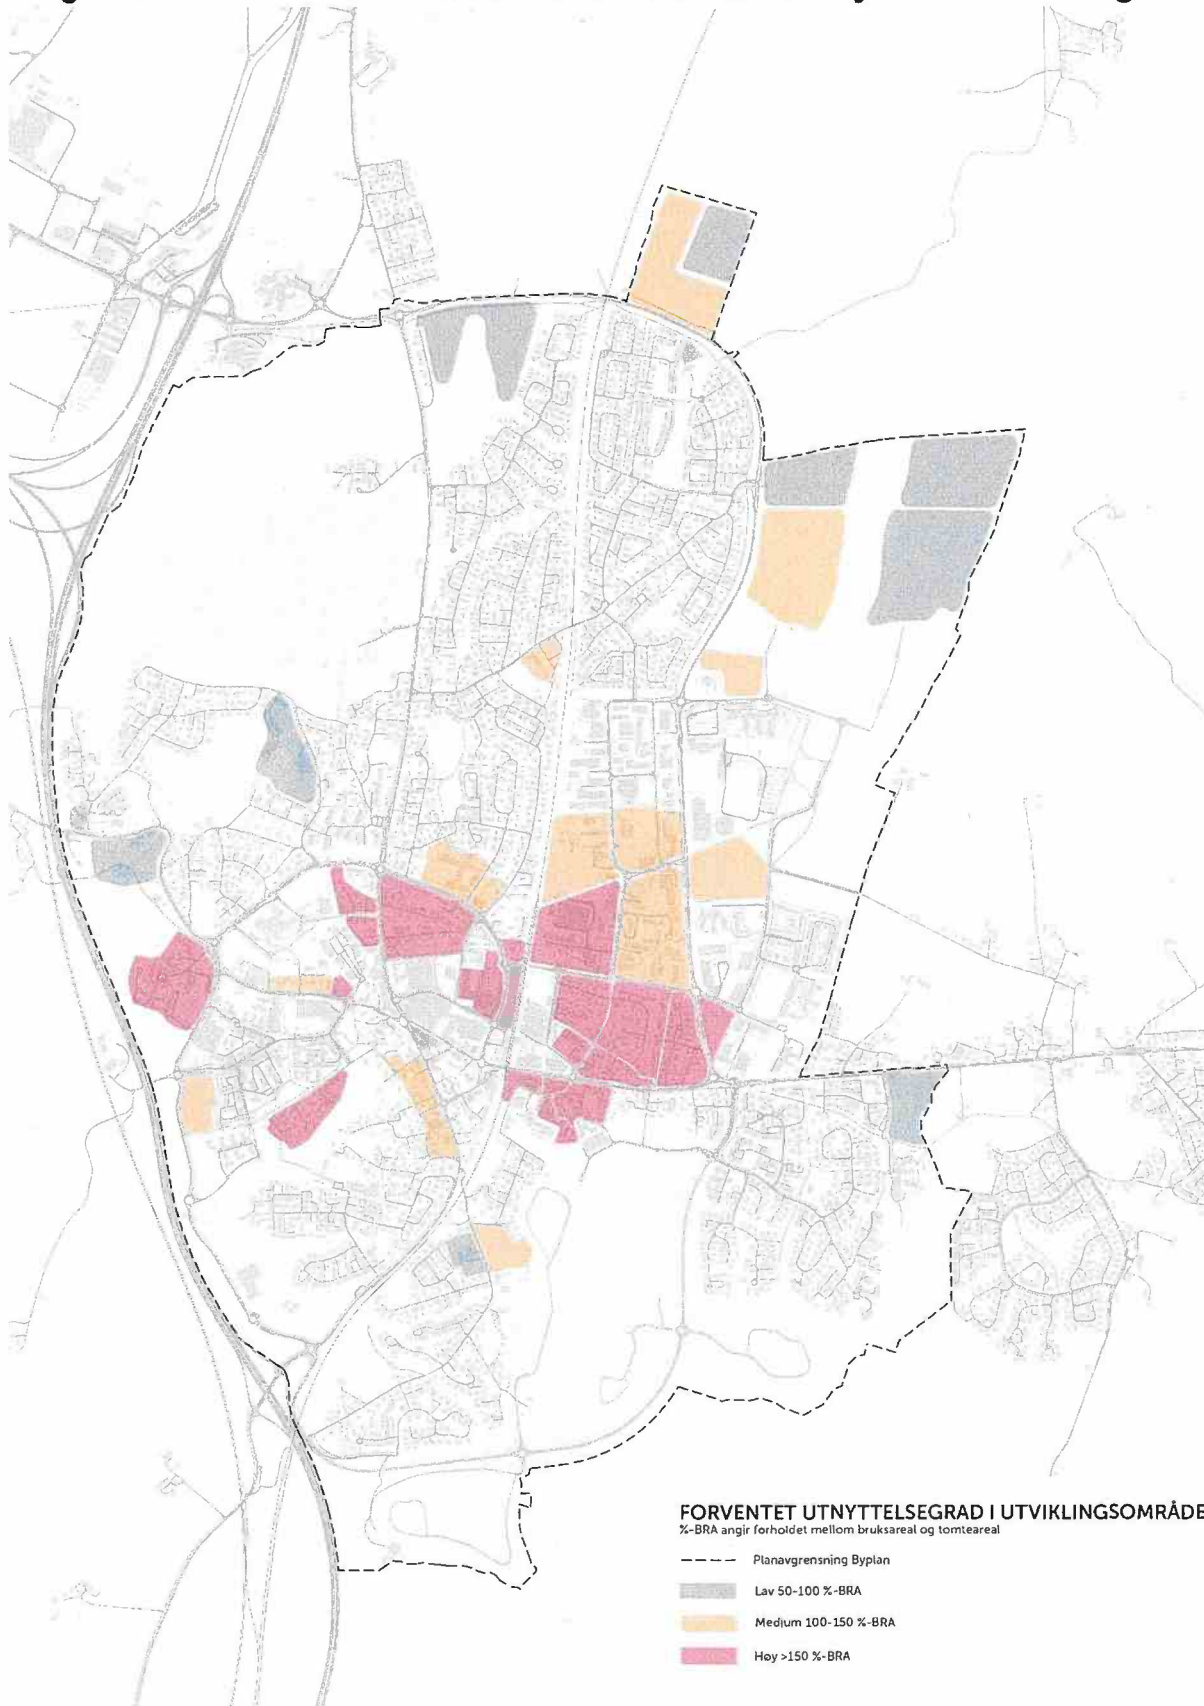 FORVENTET UTNYTTELSEGRAD I UTVIKLINGSOMRÅDE
%-BRA angir forholdet mellom bruksareal og tomteareal
Planavgrensning Byplan
Lav 50-100 %-BRA
Medium 100-150 %-BRA
Høy >150 %-BRA